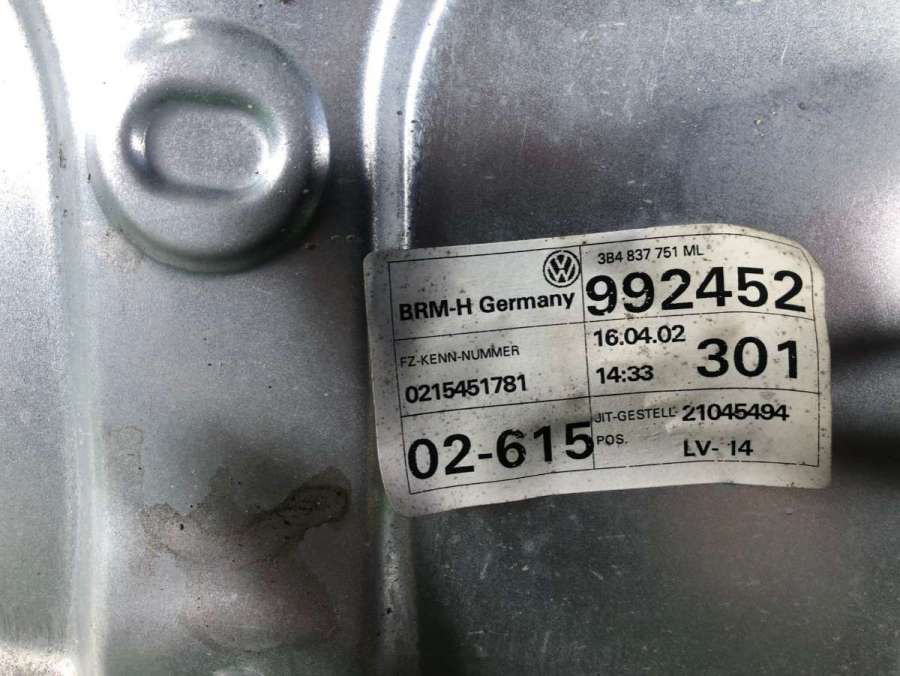 3B4 837 751 ML
BRM-H Germany
992452
FZ-KENN-NUMMER
0215451781
16.04.02
14:33
301
02-615
JIT-GESTELL 21045494
POS.
LV- 14